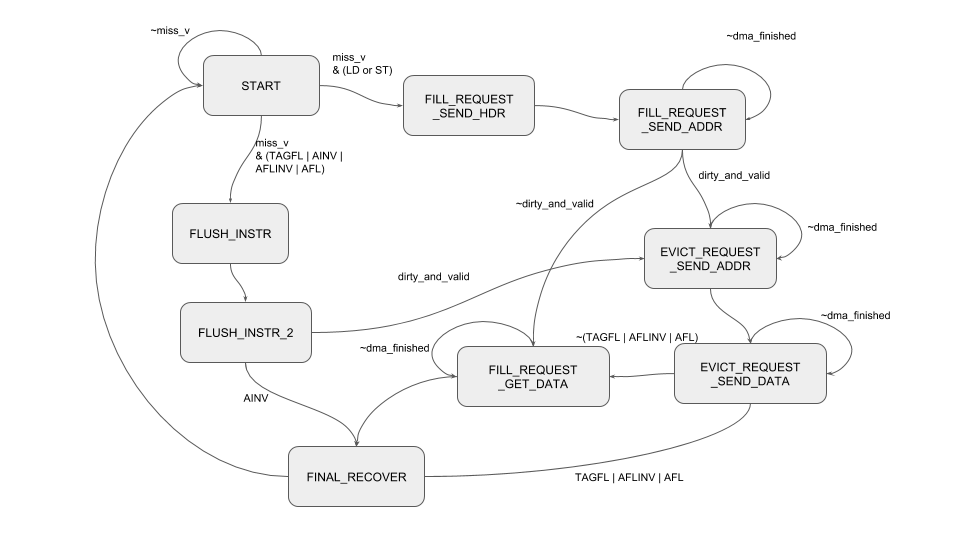 ~miss_v
START
miss_v
& (LD or ST)
FILL_REQUEST
_SEND_HDR
~dma_finished
FILL_REQUEST
_SEND_ADDR
miss_v
& (TAGFL | AINV |
AFLINV | AFL)
dirty_and_valid
~dirty_and_valid
FLUSH_INSTR
EVICT_REQUEST
_SEND_ADDR
~dma_finished
dirty_and_valid
FLUSH_INSTR_2
~dma_finished
~(TAGFL | AFLINV | AFL)
~dma_finished
FILL_REQUEST
_GET_DATA
EVICT_REQUEST
_SEND_DATA
AINV
FINAL_RECOVER
TAGFL | AFLINV | AFL